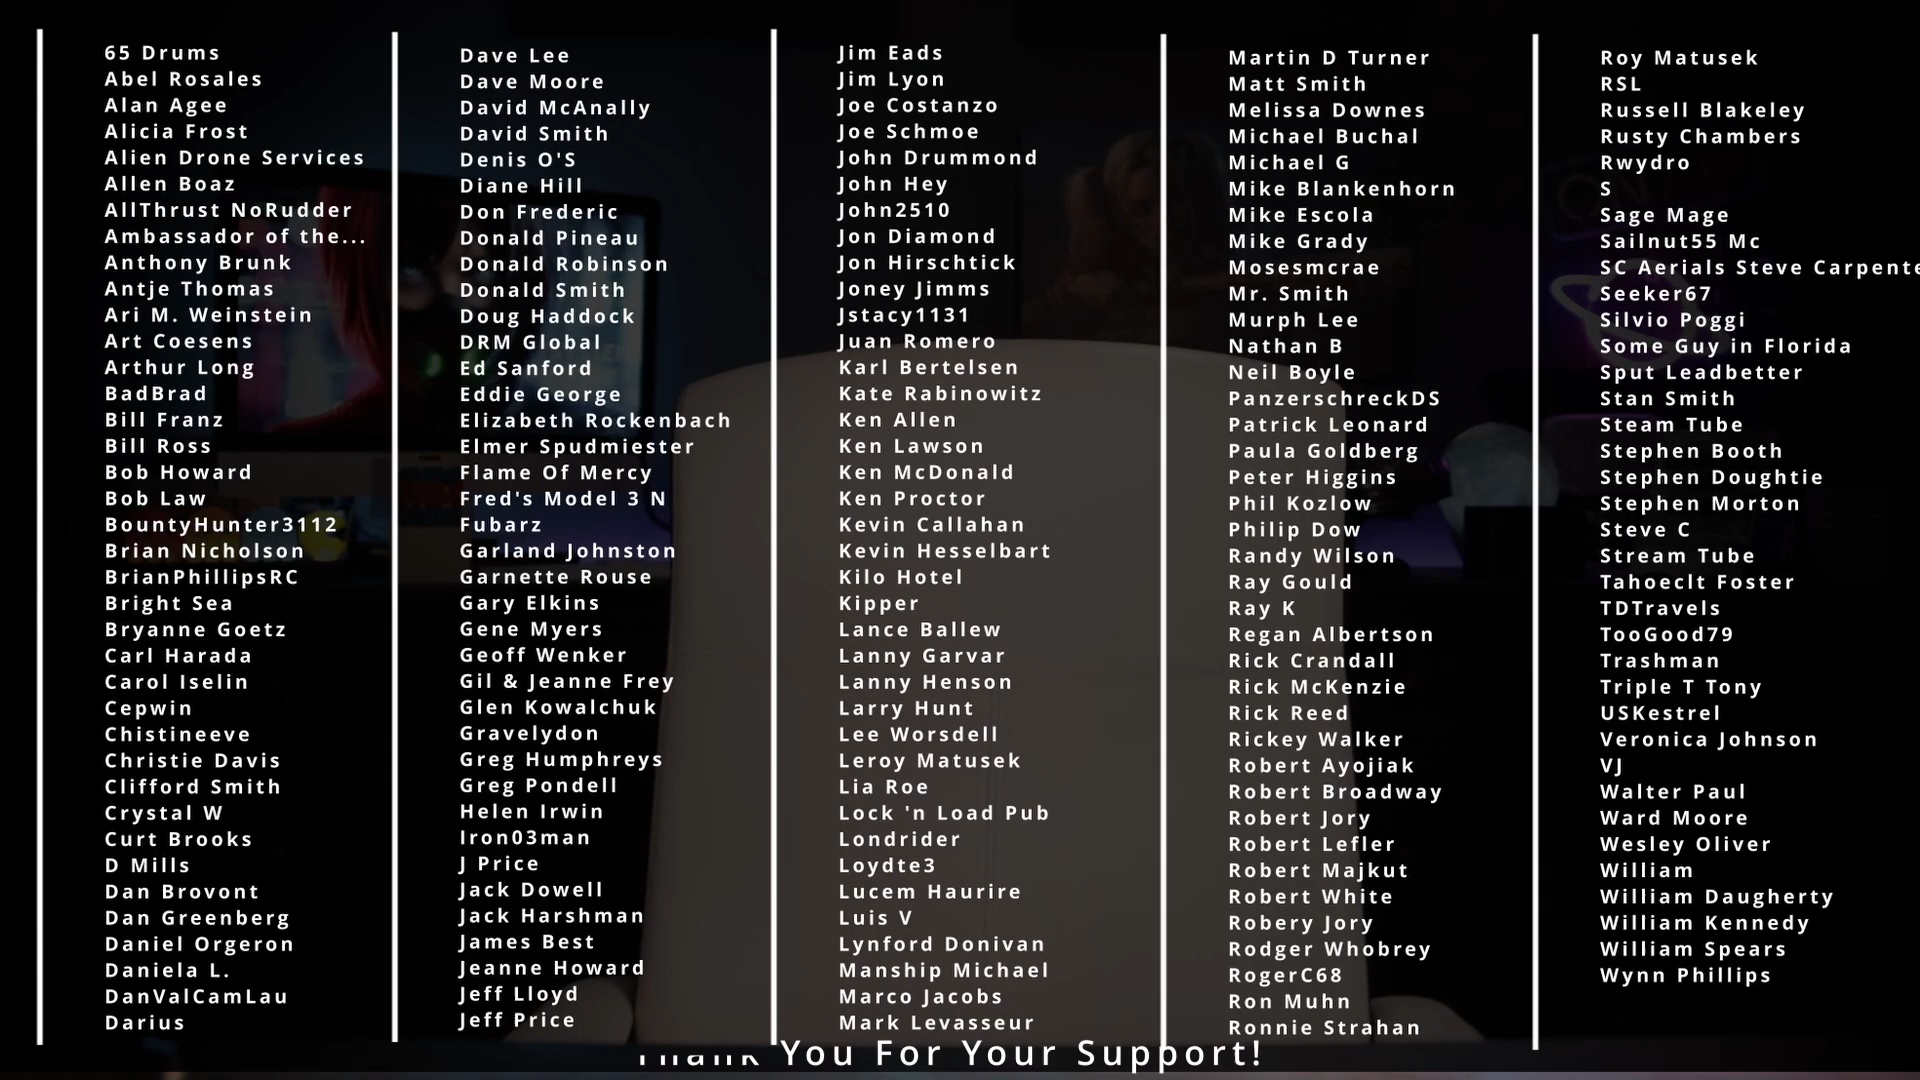 65 Drums
Abel Rosales
Alan Agee
Alicia Frost
Alien Drone Services
Allen Boaz
AllThrust NoRudder
Ambassador of the...
Anthony Brunk
Antje Thomas
Ari M. Weinstein
Art Coesens
Arthur Long
BadBrad
Bill Franz
Bill Ross
Bob Howard
Bob Law
BountyHunter3112
Brian Nicholson
BrianPhillipsRC
Bright Sea
Bryanne Goetz
Carl Harada
Carol Iselin
Cepwin
Chistineeve
Christie Davis
Clifford Smith
Crystal W
Curt Brooks
D Mills
Dan Brovont
Dan Greenberg
Daniel Orgeron
Daniela L.
DanValCamLau
Darius
Dave Lee
Dave Moore
David McAnally
David Smith
Denis O'S
Diane Hill
Don Frederic
Donald Pineau
Donald Robinson
Donald Smith
Doug Haddock
DRM Global
Ed Sanford
Eddie George
Elizabeth Rockenbach
Elmer Spudmiester
Flame Of Mercy
Fred's Model 3 N
Fubarz
Garland Johnston
Garnette Rouse
Gary Elkins
Gene Myers
Geoff Wenker
Gil & Jeanne Frey
Glen Kowalchuk
Gravelydon
Greg Humphreys
Greg Pondell
Helen Irwin
Iron03man
J Price
Jack Dowell
Jack Harshman
James Best
Jeanne Howard
Jeff Lloyd
Jeff Price
Jim Eads
Jim Lyon
Joe Costanzo
Joe Schmoe
John Drummond
John Hey
John2510
Jon Diamond
Jon Hirschtick
Joney Jimms
Jstacy1131
Juan Romero
Karl Bertelsen
Kate Rabinowitz
Ken Allen
Ken Lawson
Ken McDonald
Ken Proctor
Kevin Callahan
Kevin Hesselbart
Kilo Hotel
Kipper
Lance Ballew
Lanny Garvar
Lanny Henson
Larry Hunt
Lee Worsdell
Leroy Matusek
Lia Roe
Lock 'n Load Pub
Londrider
Loydte3
Lucem Haurire
Luis V
Lynford Donivan
Manship Michael
Marco Jacobs
Mark Levasseur
Martin D Turner
Matt Smith
Melissa Downes
Michael Buchal
Michael G
Mike Blankenhorn
Mike Escola
Mike Grady
Mosesmcrae
Mr. Smith
Murph Lee
Nathan B
Neil Boyle
PanzerschreckDS
Patrick Leonard
Paula Goldberg
Peter Higgins
Phil Kozlow
Philip Dow
Randy Wilson
Ray Gould
Ray K
Regan Albertson
Rick Crandall
Rick McKenzie
Rick Reed
Rickey Walker
Robert Ayojiak
Robert Broadway
Robert Jory
Robert Lefler
Robert Majkut
Robert White
Robery Jory
Rodger Whobrey
RogerC68
Ron Muhn
Ronnie Strahan
Roy Matusek
RSL
Russell Blakeley
Rusty Chambers
Rwydro
S
Sage Mage
Sailnut55 Mc
SC Aerials Steve Carpente
Seeker67
Silvio Poggi
Some Guy in Florida
Sput Leadbetter
Stan Smith
Steam Tube
Stephen Booth
Stephen Doughtie
Stephen Morton
Steve C
Stream Tube
Tahoeclt Foster
TDTravels
TooGood79
Trashman
Triple T Tony
USKestrel
Veronica Johnson
VJ
Walter Paul
Ward Moore
Wesley Oliver
William
William Daugherty
William Kennedy
William Spears
Wynn Phillips
Thank You For Your Support!